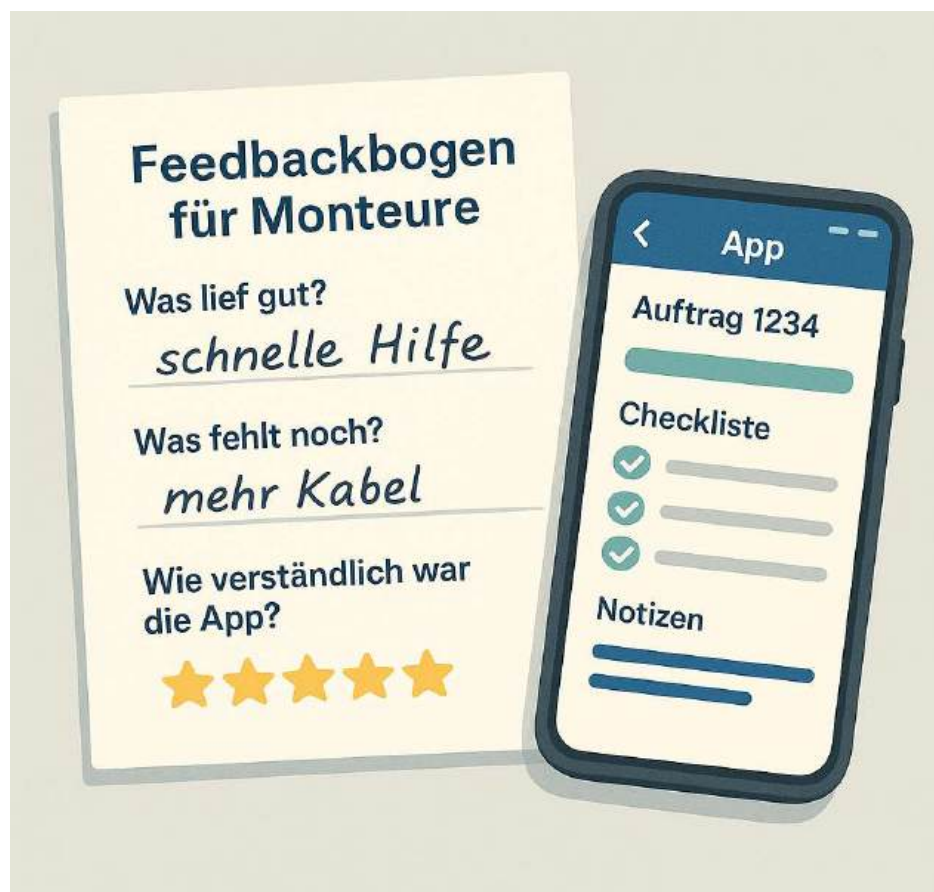 Feedbackbogen
für Monteure
Was lief gut?
schnelle Hilfe
Was fehlt noch?
mehr Kabel
Wie verständlich war
die App?
App
Auftrag 1234
Checkliste
Notizen